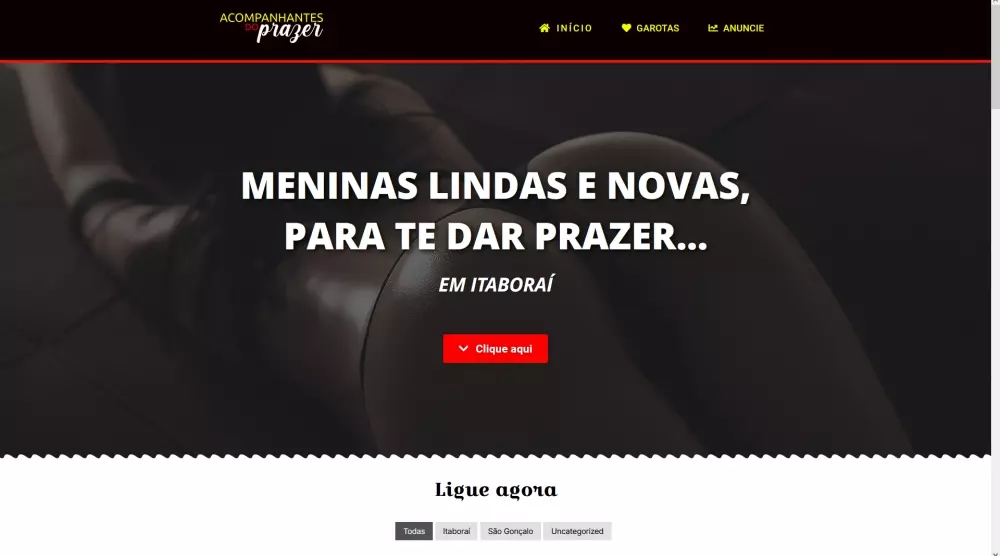 ACOMPANHANTES
DO prazer
INÍCIO
GAROTAS
ANUNCIE
MENINAS LINDAS E NOVAS,
PARA TE DAR PRAZER...
EM ITABORAÍ
Clique aqui
Ligue agora
Todas
Itaboraí
São Gonçalo
Uncategorized